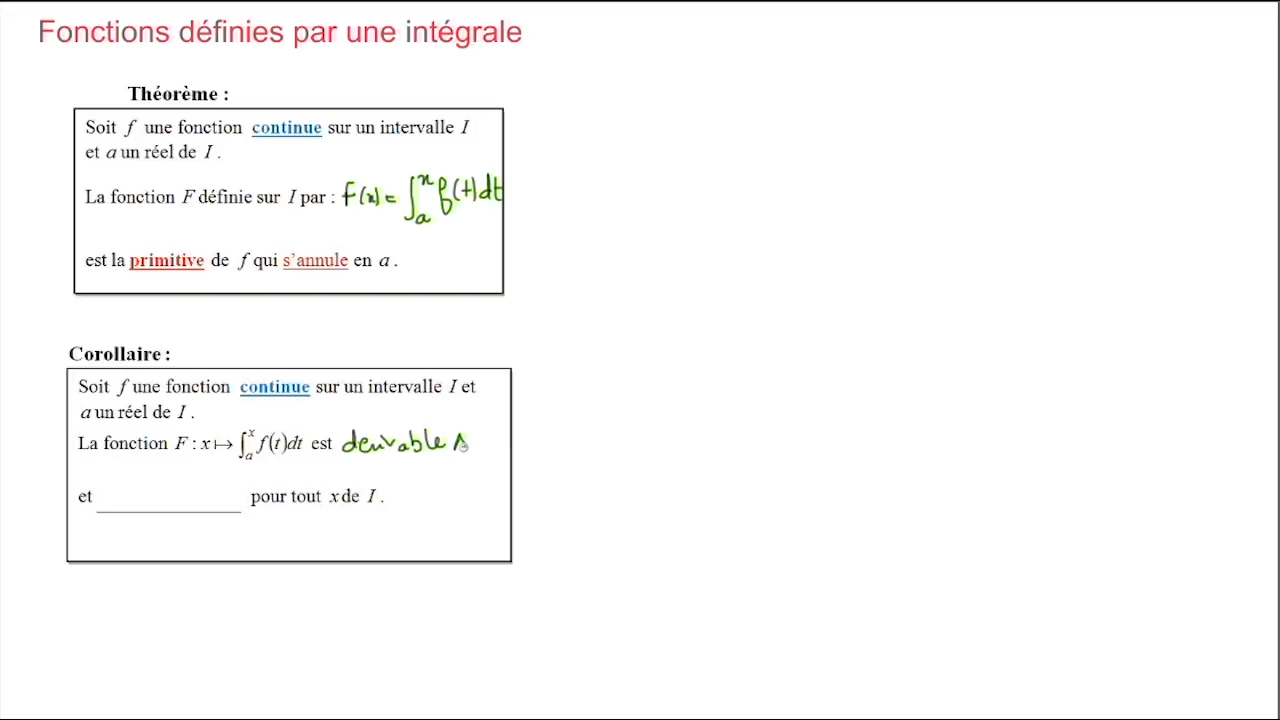 Fonctions définies par une intégrale
Théorème :
Soit f une fonction continue sur un intervalle I
et a un réel de I .
La fonction F définie sur I par : F(x) = ∫_a^x f(t)dt
est la primitive de f qui s'annule en a .
Corollaire :
Soit f une fonction continue sur un intervalle I et
a un réel de I .
La fonction F : x ↦ ∫_a^x f(t)dt est derivable
et ______________ pour tout x de I .